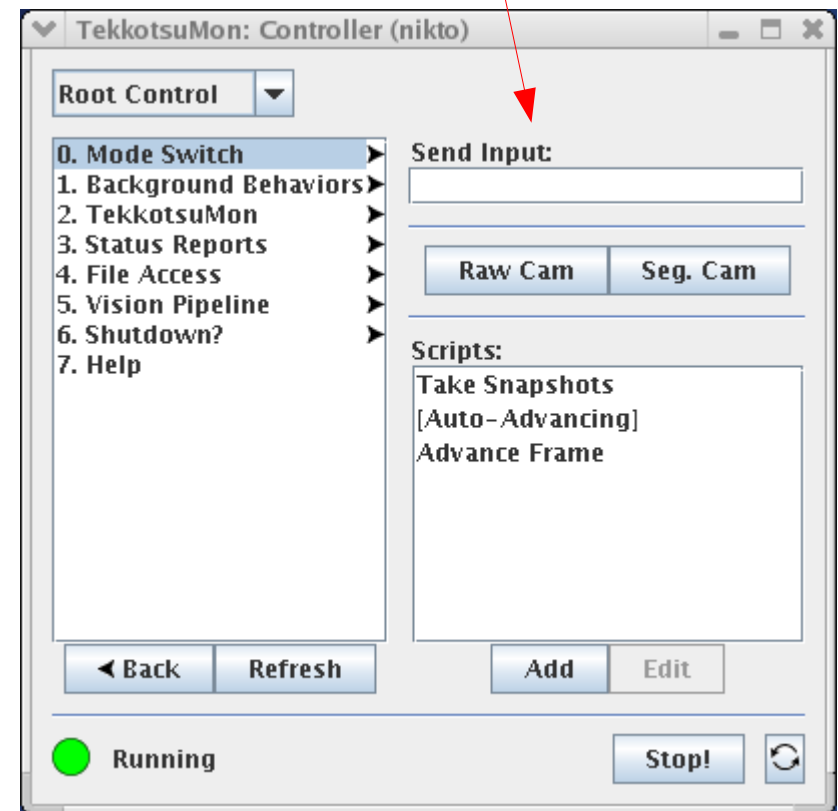 TekkotsuMon: Controller (nikto)
Root Control
0. Mode Switch
1. Background Behaviors
2. TekkotsuMon
3. Status Reports
4. File Access
5. Vision Pipeline
6. Shutdown?
7. Help
Back
Refresh
Send Input:
Raw Cam
Seg. Cam
Scripts:
Take Snapshots
[Auto-Advancing]
Advance Frame
Add
Edit
Running
Stop!